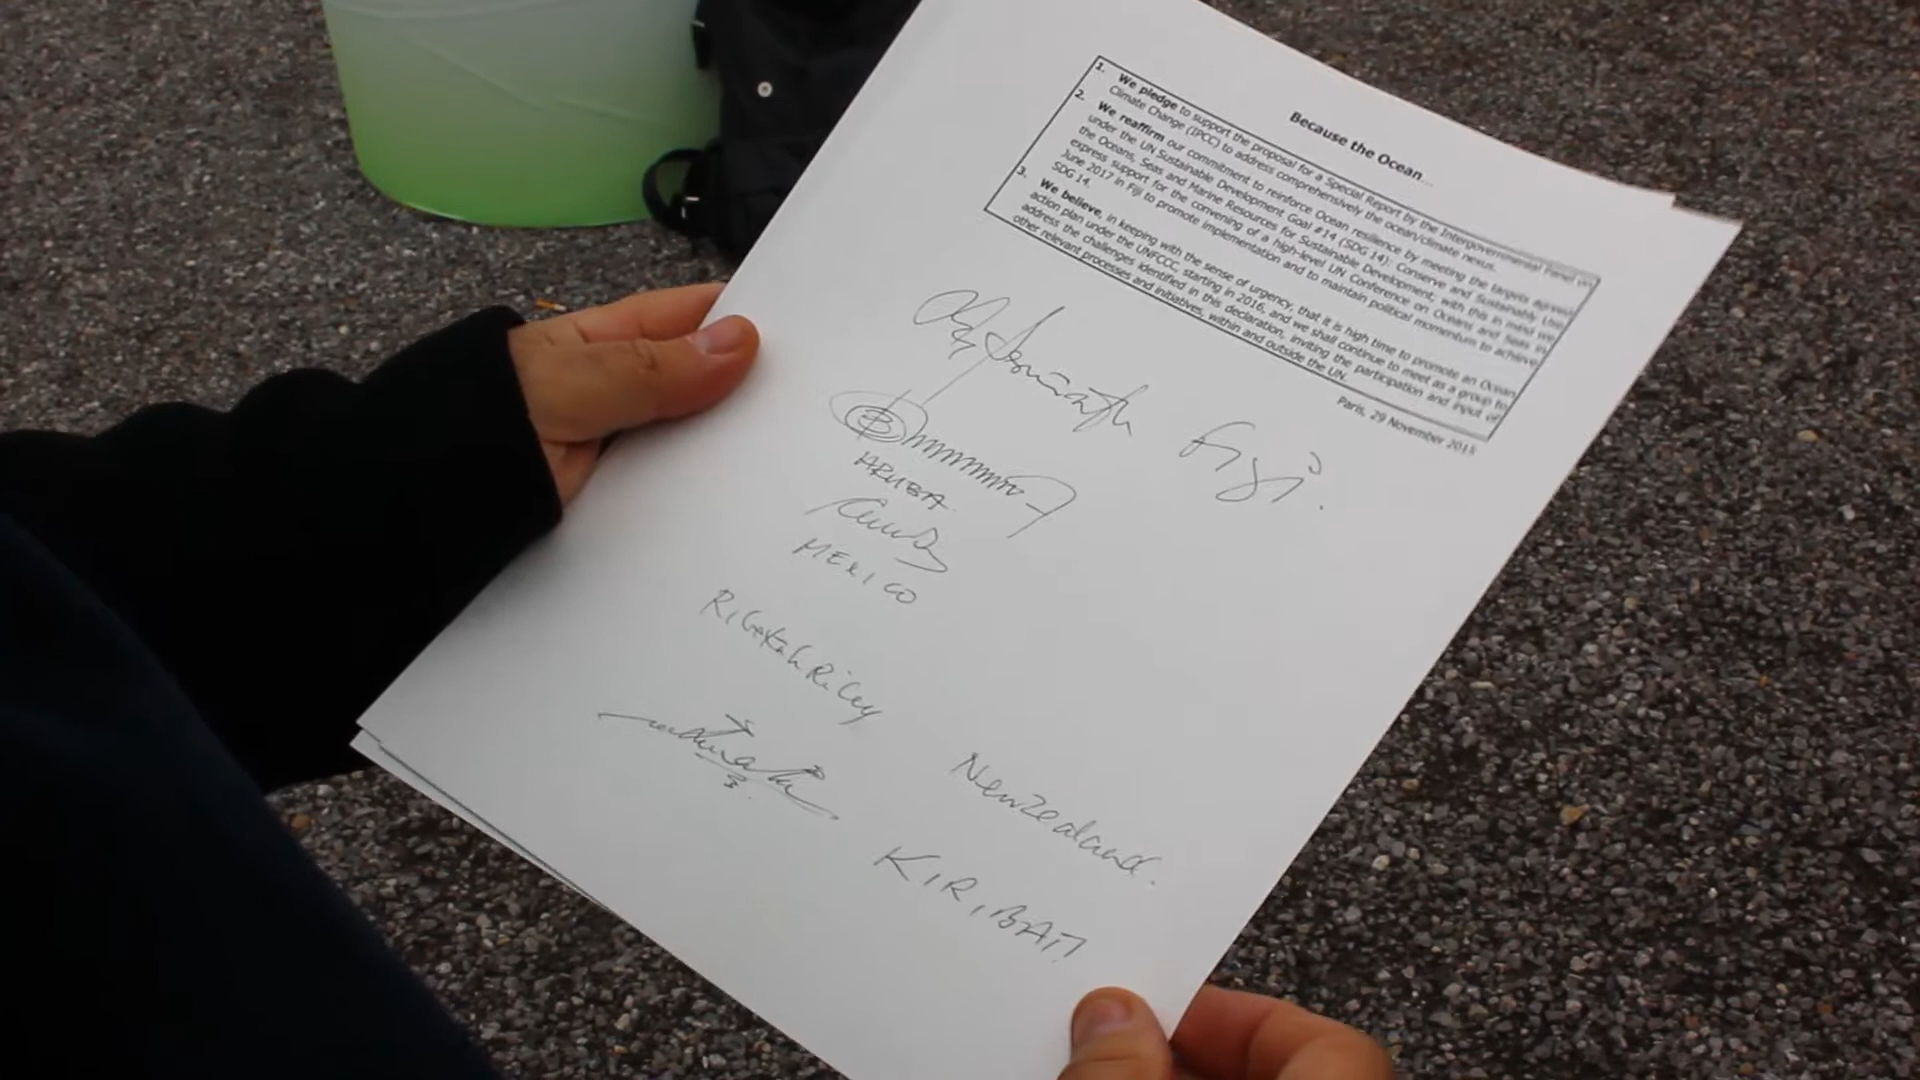 Because the Ocean...
1. We pledge to support the proposal for a Special Report by the Intergovernmental Panel on
Climate Change (IPCC) to address comprehensively the ocean/climate nexus.
2. We reaffirm our commitment to reinforce Ocean resilience by meeting the targets agreed
under the UN Sustainable Development Goal #14 (SDG 14): Conserve and Sustainably Use
the Oceans, Seas and Marine Resources for Sustainable Development; with this in mind we
express support for the convening of a high-level UN Conference on Oceans and Seas in
June 2017 in Fiji to promote implementation and to maintain political momentum to achieve
SDG 14.
3. We believe, in keeping with the sense of urgency, that it is high time to promote an Ocean
action plan under the UNFCCC, starting in 2016, and we shall continue to meet as a group to
address the challenges identified in this declaration, inviting the participation and input of
other relevant processes and initiatives, within and outside the UN.
Paris, 29 November 2015
Fiji.
ARUBA
MEXICO
Riley
New Zealand.
KIRIBATI